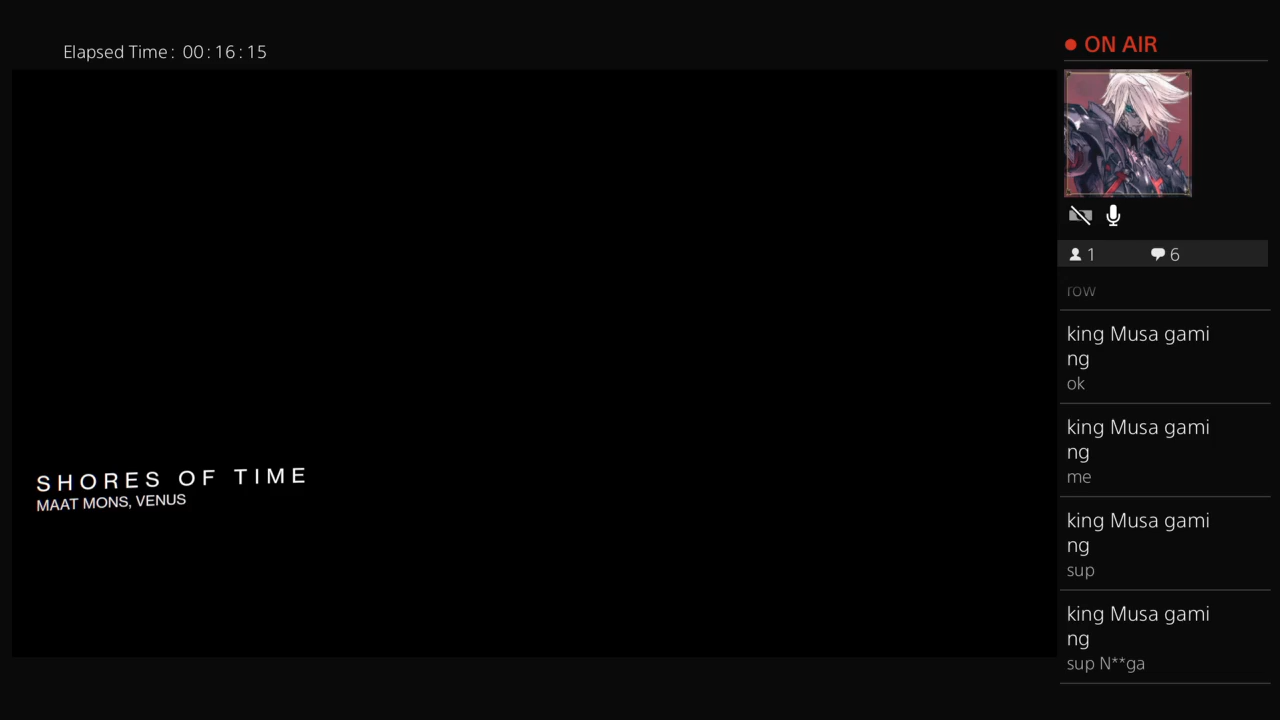 Elapsed Time: 00:16:15
ON AIR
1
6
row
king Musa gami
ng
ok
king Musa gami
ng
me
king Musa gami
ng
sup
king Musa gami
ng
sup N**ga
SHORES OF TIME
MAAT MONS, VENUS